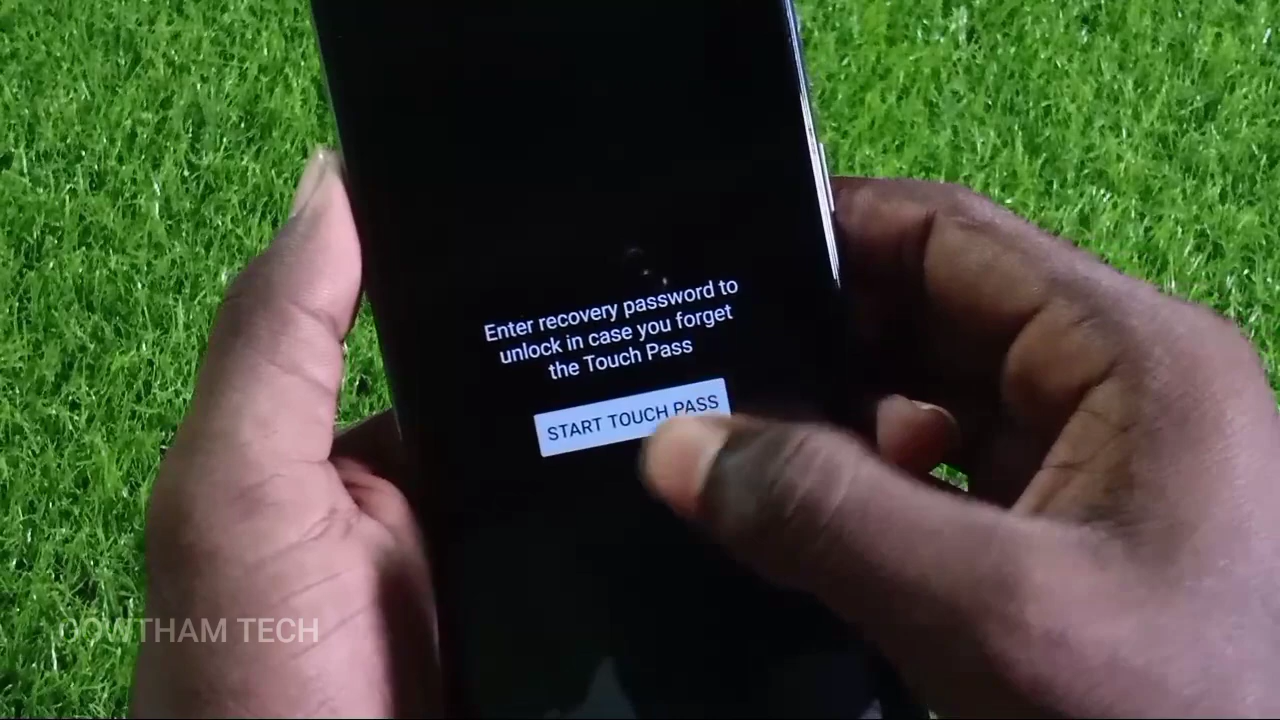 Enter recovery password to
unlock in case you forget
the Touch Pass
START TOUCH PASS
GOWTHAM TECH